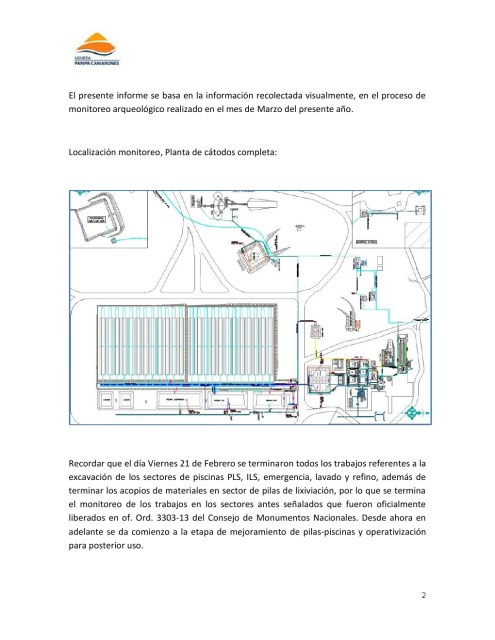 MINERA
PAMPA CAMARONES
El presente informe se basa en la información recolectada visualmente, en el proceso de
monitoreo arqueológico realizado en el mes de Marzo del presente año.
Localización monitoreo, Planta de cátodos completa:
Recordar que el día Viernes 21 de Febrero se terminaron todos los trabajos referentes a la
excavación de los sectores de piscinas PLS, ILS, emergencia, lavado y refino, además de
terminar los acopios de materiales en sector de pilas de lixiviación, por lo que se termina
el monitoreo de los trabajos en los sectores antes señalados que fueron oficialmente
liberados en of. Ord. 3303-13 del Consejo de Monumentos Nacionales. Desde ahora en
adelante se da comienzo a la etapa de mejoramiento de pilas-piscinas y operativización
para posterior uso.
2